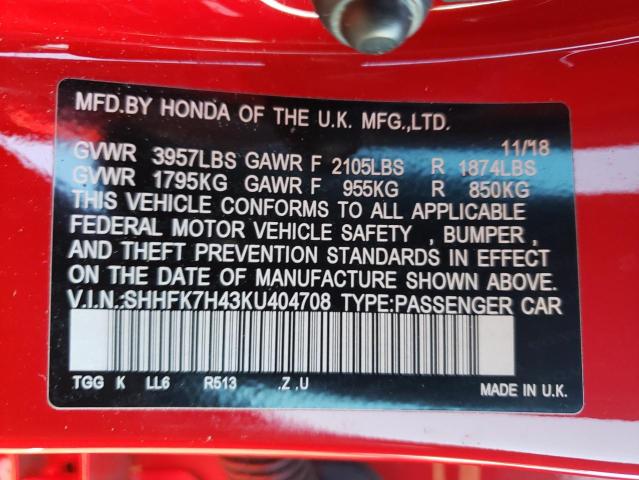 MFD.BY HONDA OF THE U.K. MFG.,LTD.
11/18
GVWR 3957LBS GAWR F 2105LBS R 1874LBS
GVWR 1795KG GAWR F 955KG R 850KG
THIS VEHICLE CONFORMS TO ALL APPLICABLE
FEDERAL MOTOR VEHICLE SAFETY , BUMPER ,
AND THEFT PREVENTION STANDARDS IN EFFECT
ON THE DATE OF MANUFACTURE SHOWN ABOVE.
V.I.N.:SHHFK7H43KU404708 TYPE:PASSENGER CAR
TGG K LL6 R513 .Z .U
MADE IN U.K.